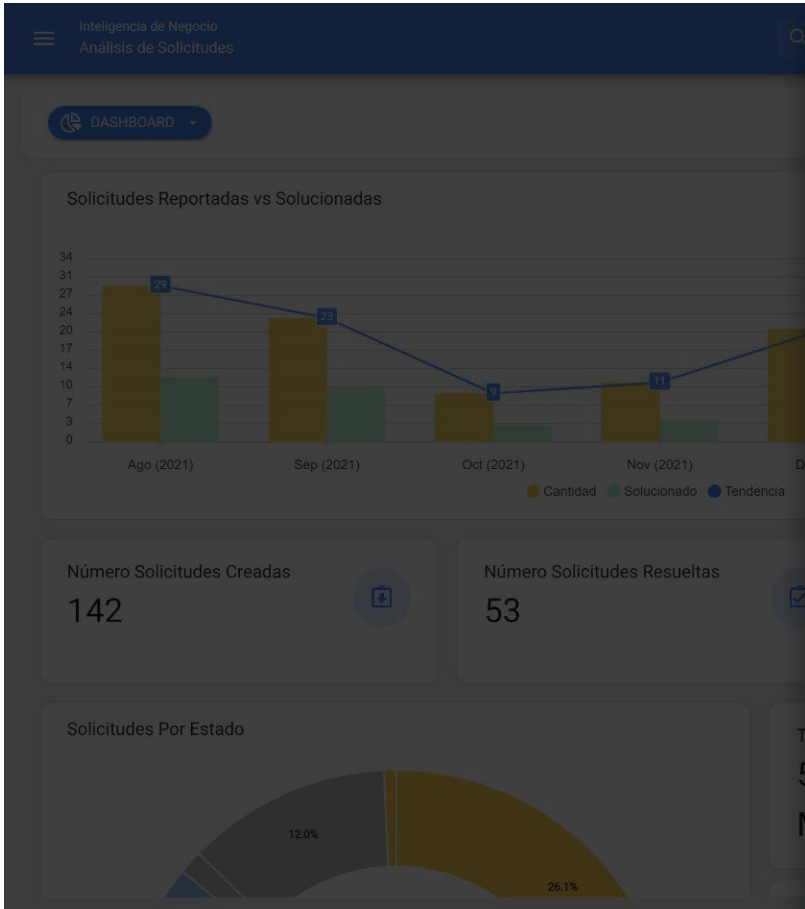 Inteligencia de Negocio
Análisis de Solicitudes
DASHBOARD
Solicitudes Reportadas vs Solucionadas
34
31
27
24
20
17
14
10
7
3
0
29
23
9
11
Ago (2021)
Sep (2021)
Oct (2021)
Nov (2021)
D
Cantidad
Solucionado
Tendencia
Número Solicitudes Creadas
142
Número Solicitudes Resueltas
53
Solicitudes Por Estado
12.0%
26.1%
T
5